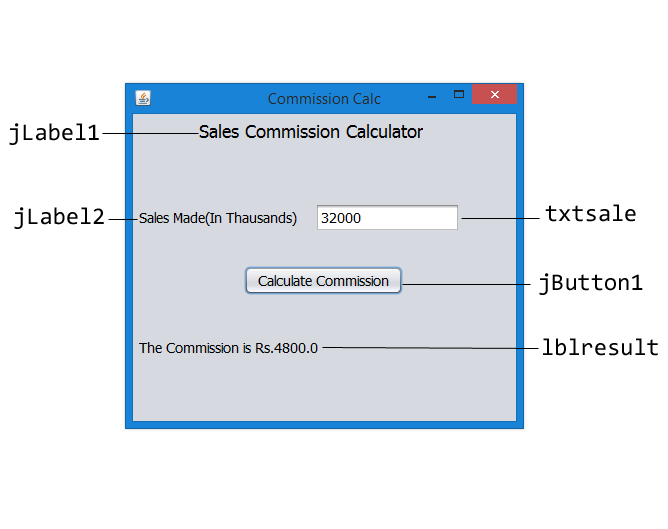 Commission Calc
jLabel1
Sales Commission Calculator
jLabel2
Sales Made(In Thausands)
32000
txtsale
Calculate Commission
jButton1
The Commission is Rs.4800.0
lblresult